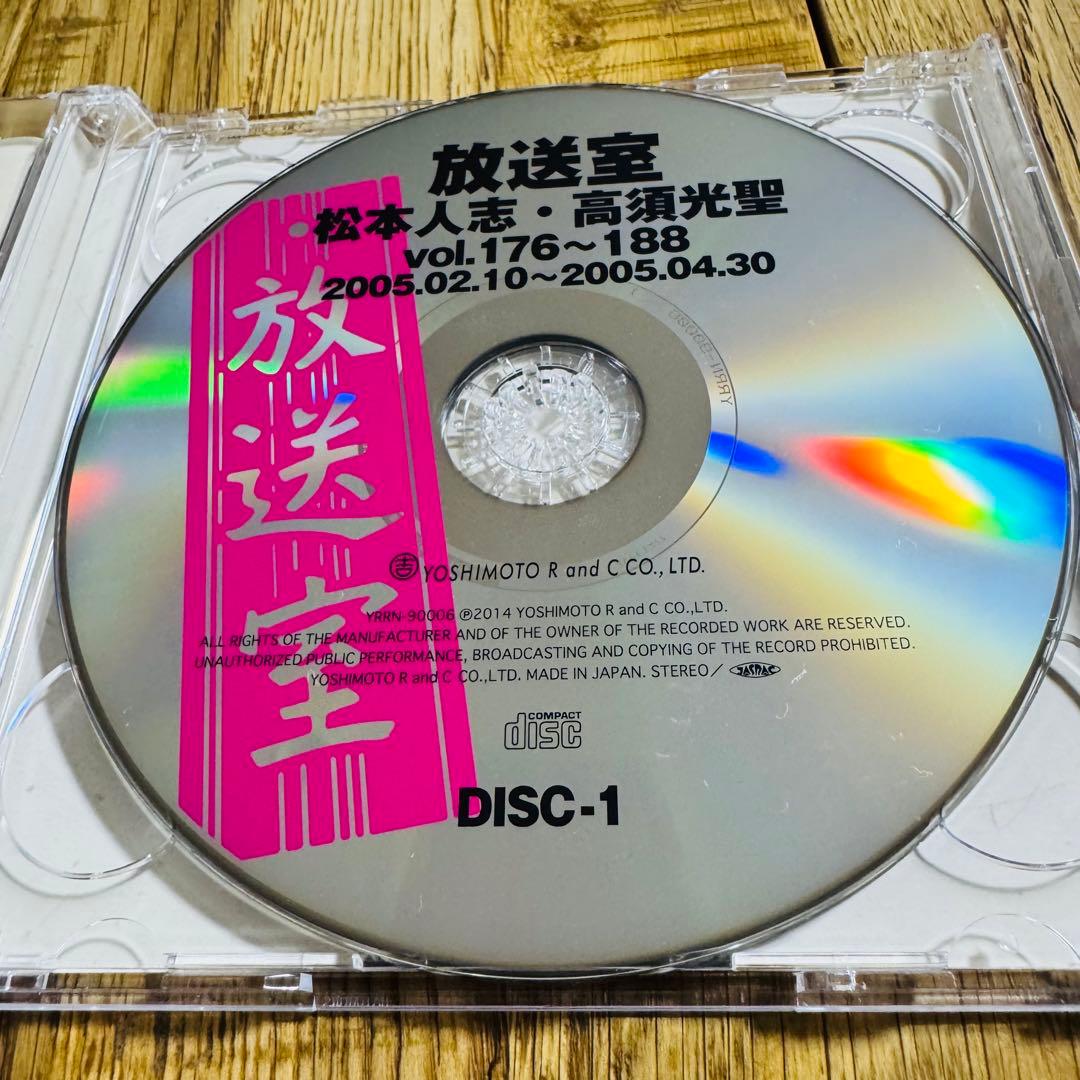 放送室
・松本人志・高須光聖
vol.176〜188
2005.02.10〜2005.04.30
放送室
吉 YOSHIMOTO R and C CO., LTD.
YRRN-90006 ℗2014 YOSHIMOTO R and C CO.,LTD.
ALL RIGHTS OF THE MANUFACTURER AND OF THE OWNER OF THE RECORDED WORK ARE RESERVED.
UNAUTHORIZED PUBLIC PERFORMANCE, BROADCASTING AND COPYING OF THE RECORD PROHIBITED.
YOSHIMOTO R and C CO.,LTD. MADE IN JAPAN. STEREO/ JASRAC
COMPACT
disc
DISC-1